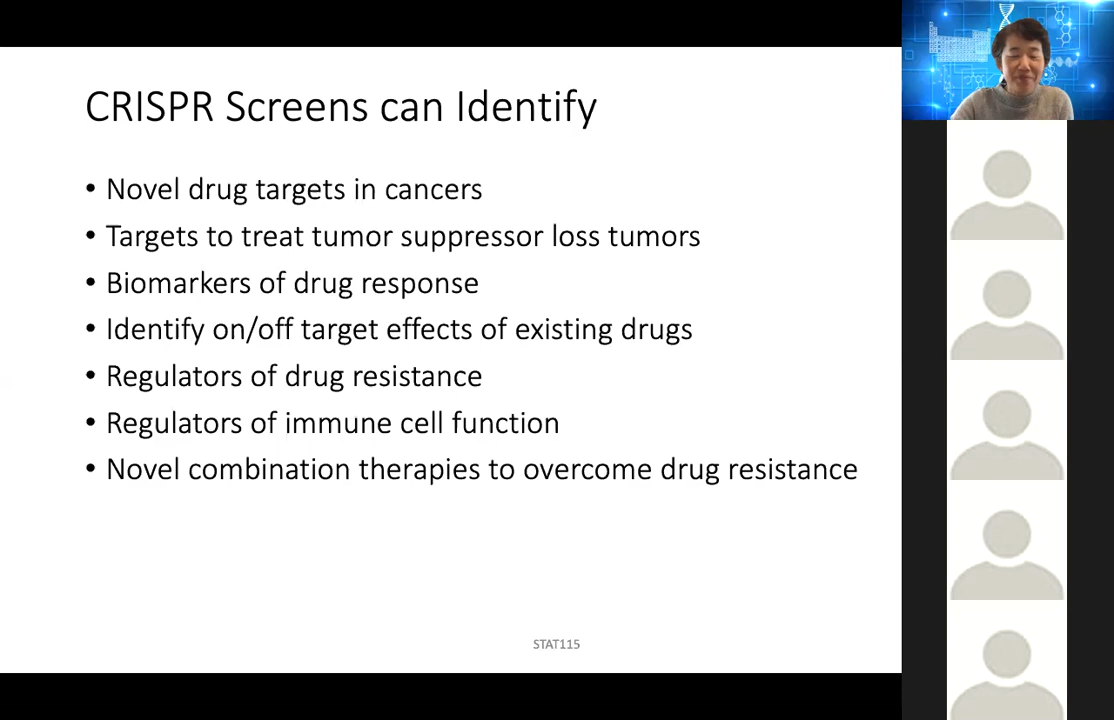 CRISPR Screens can Identify
• Novel drug targets in cancers
• Targets to treat tumor suppressor loss tumors
• Biomarkers of drug response
• Identify on/off target effects of existing drugs
• Regulators of drug resistance
• Regulators of immune cell function
• Novel combination therapies to overcome drug resistance
STAT115